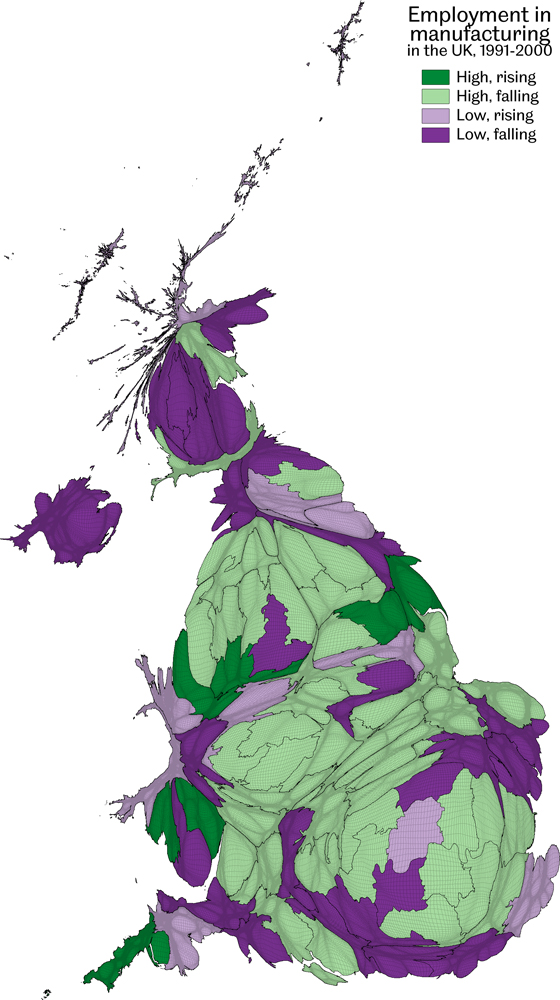 Employment in
manufacturing
in the UK, 1991-2000
High, rising
High, falling
Low, rising
Low, falling